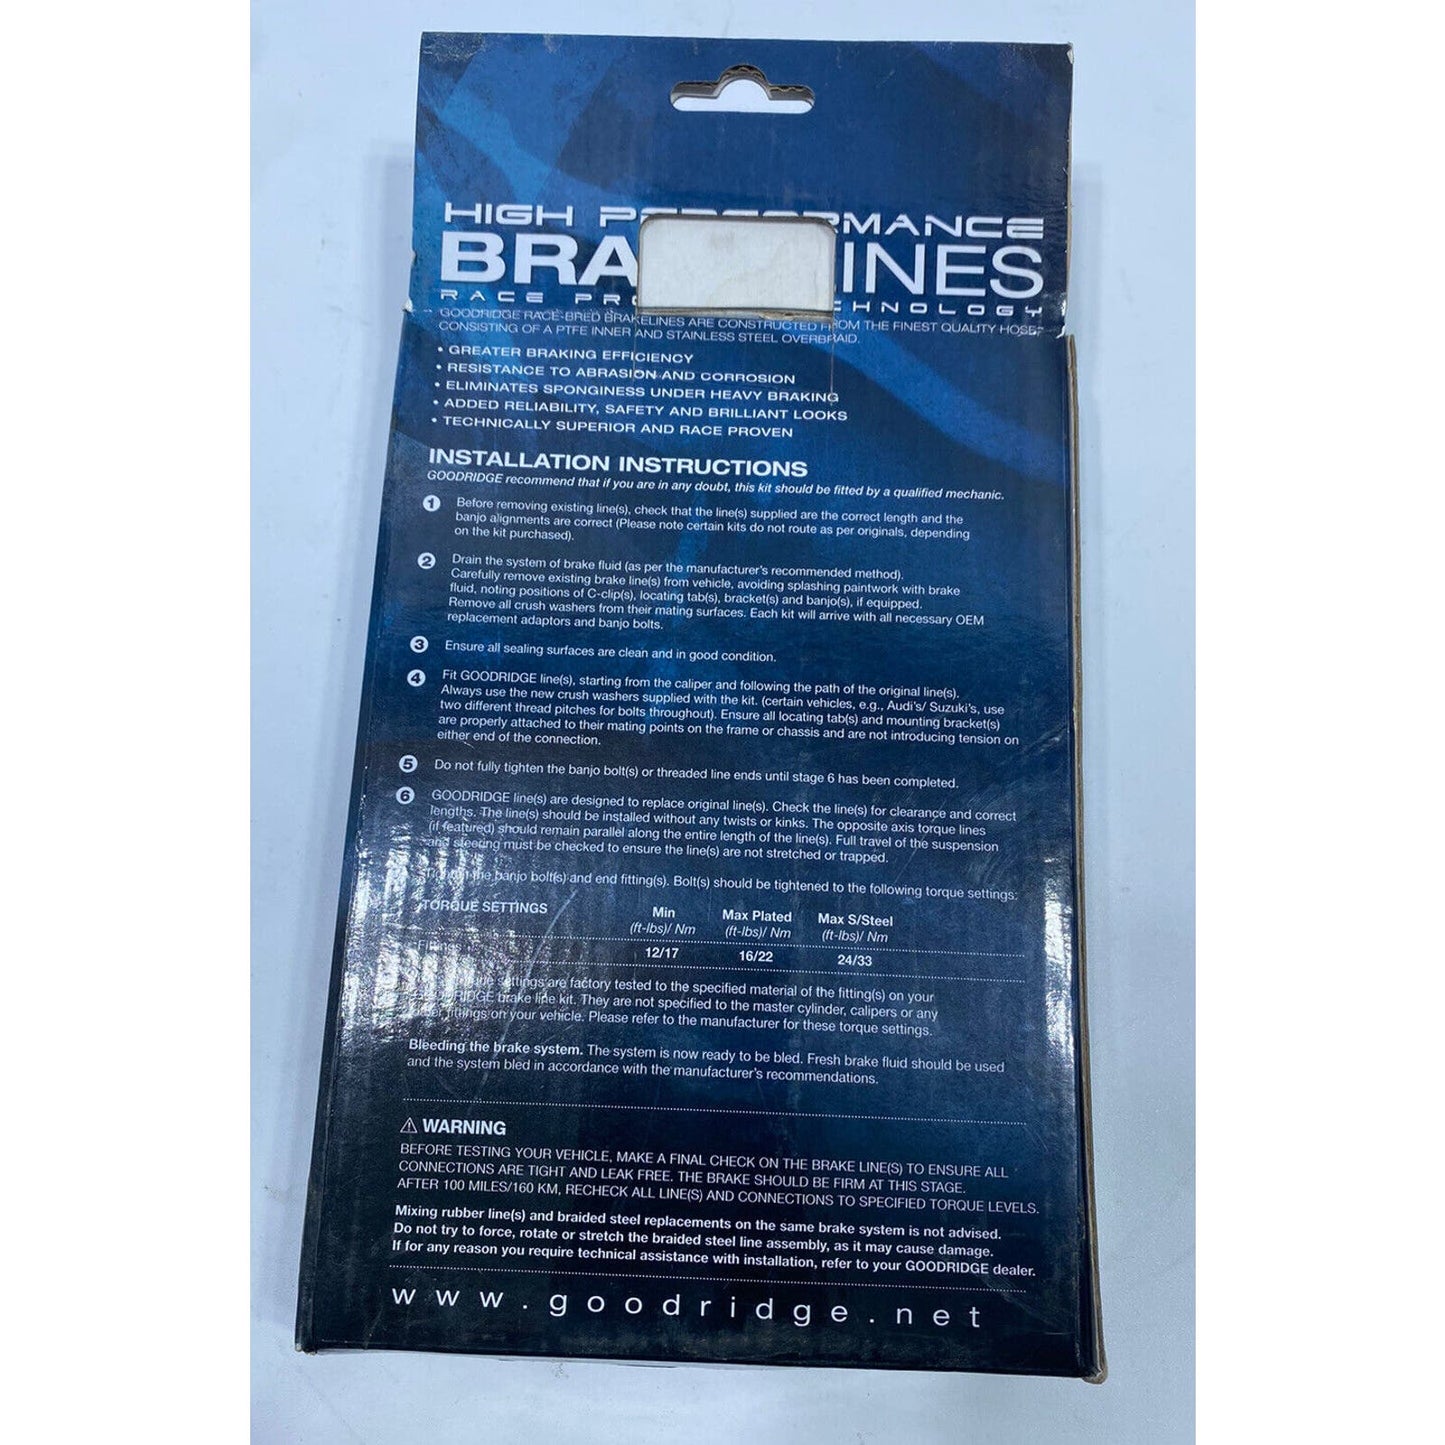 HIGH PERFORMANCE
BRA INES
RACE PRO CHNOLOGY
GOODRIDGE RACE-BRED BRAKELINES ARE CONSTRUCTED FROM THE FINEST QUALITY HOSE
CONSISTING OF A PTFE INNER AND STAINLESS STEEL OVERBRAID.
• GREATER BRAKING EFFICIENCY
• RESISTANCE TO ABRASION AND CORROSION
• ELIMINATES SPONGINESS UNDER HEAVY BRAKING
• ADDED RELIABILITY, SAFETY AND BRILLIANT LOOKS
• TECHNICALLY SUPERIOR AND RACE PROVEN
INSTALLATION INSTRUCTIONS
GOODRIDGE recommend that if you are in any doubt, this kit should be fitted by a qualified mechanic.
1 Before removing existing line(s), check that the line(s) supplied are the correct length and the
banjo alignments are correct (Please note certain kits do not route as per originals, depending
on the kit purchased).
2 Drain the system of brake fluid (as per the manufacturer's recommended method).
Carefully remove existing brake line(s) from vehicle, avoiding splashing paintwork with brake
fluid, noting positions of C-clip(s), locating tab(s), bracket(s) and banjo(s), if equipped.
Remove all crush washers from their mating surfaces. Each kit will arrive with all necessary OEM
replacement adaptors and banjo bolts.
3 Ensure all sealing surfaces are clean and in good condition.
4 Fit GOODRIDGE line(s), starting from the caliper and following the path of the original line(s).
Always use the new crush washers supplied with the kit. (certain vehicles, e.g., Audi's/ Suzuki's, use
two different thread pitches for bolts throughout). Ensure all locating tab(s) and mounting bracket(s)
are properly attached to their mating points on the frame or chassis and are not introducing tension on
either end of the connection.
5 Do not fully tighten the banjo bolt(s) or threaded line ends until stage 6 has been completed.
6 GOODRIDGE line(s) are designed to replace original line(s). Check the line(s) for clearance and correct
lengths. The line(s) should be installed without any twists or kinks. The opposite axis torque lines
(if featured) should remain parallel along the entire length of the line(s). Full travel of the suspension
and steering must be checked to ensure the line(s) are not stretched or trapped.
Tighten the banjo bolt(s) and end fitting(s). Bolt(s) should be tightened to the following torque settings:
TORQUE SETTINGS Min Max Plated Max S/Steel
(ft-lbs)/ Nm (ft-lbs)/ Nm (ft-lbs)/ Nm
12/17 16/22 24/33
settings are factory tested to the specified material of the fitting(s) on your
GOODRIDGE brake line kit. They are not specified to the master cylinder, calipers or any
other fittings on your vehicle. Please refer to the manufacturer for these torque settings.
Bleeding the brake system. The system is now ready to be bled. Fresh brake fluid should be used
and the system bled in accordance with the manufacturer's recommendations.
⚠ WARNING
BEFORE TESTING YOUR VEHICLE, MAKE A FINAL CHECK ON THE BRAKE LINE(S) TO ENSURE ALL
CONNECTIONS ARE TIGHT AND LEAK FREE. THE BRAKE SHOULD BE FIRM AT THIS STAGE.
AFTER 100 MILES/160 KM, RECHECK ALL LINE(S) AND CONNECTIONS TO SPECIFIED TORQUE LEVELS.
Mixing rubber line(s) and braided steel replacements on the same brake system is not advised.
Do not try to force, rotate or stretch the braided steel line assembly, as it may cause damage.
If for any reason you require technical assistance with installation, refer to your GOODRIDGE dealer.
www.goodridge.net